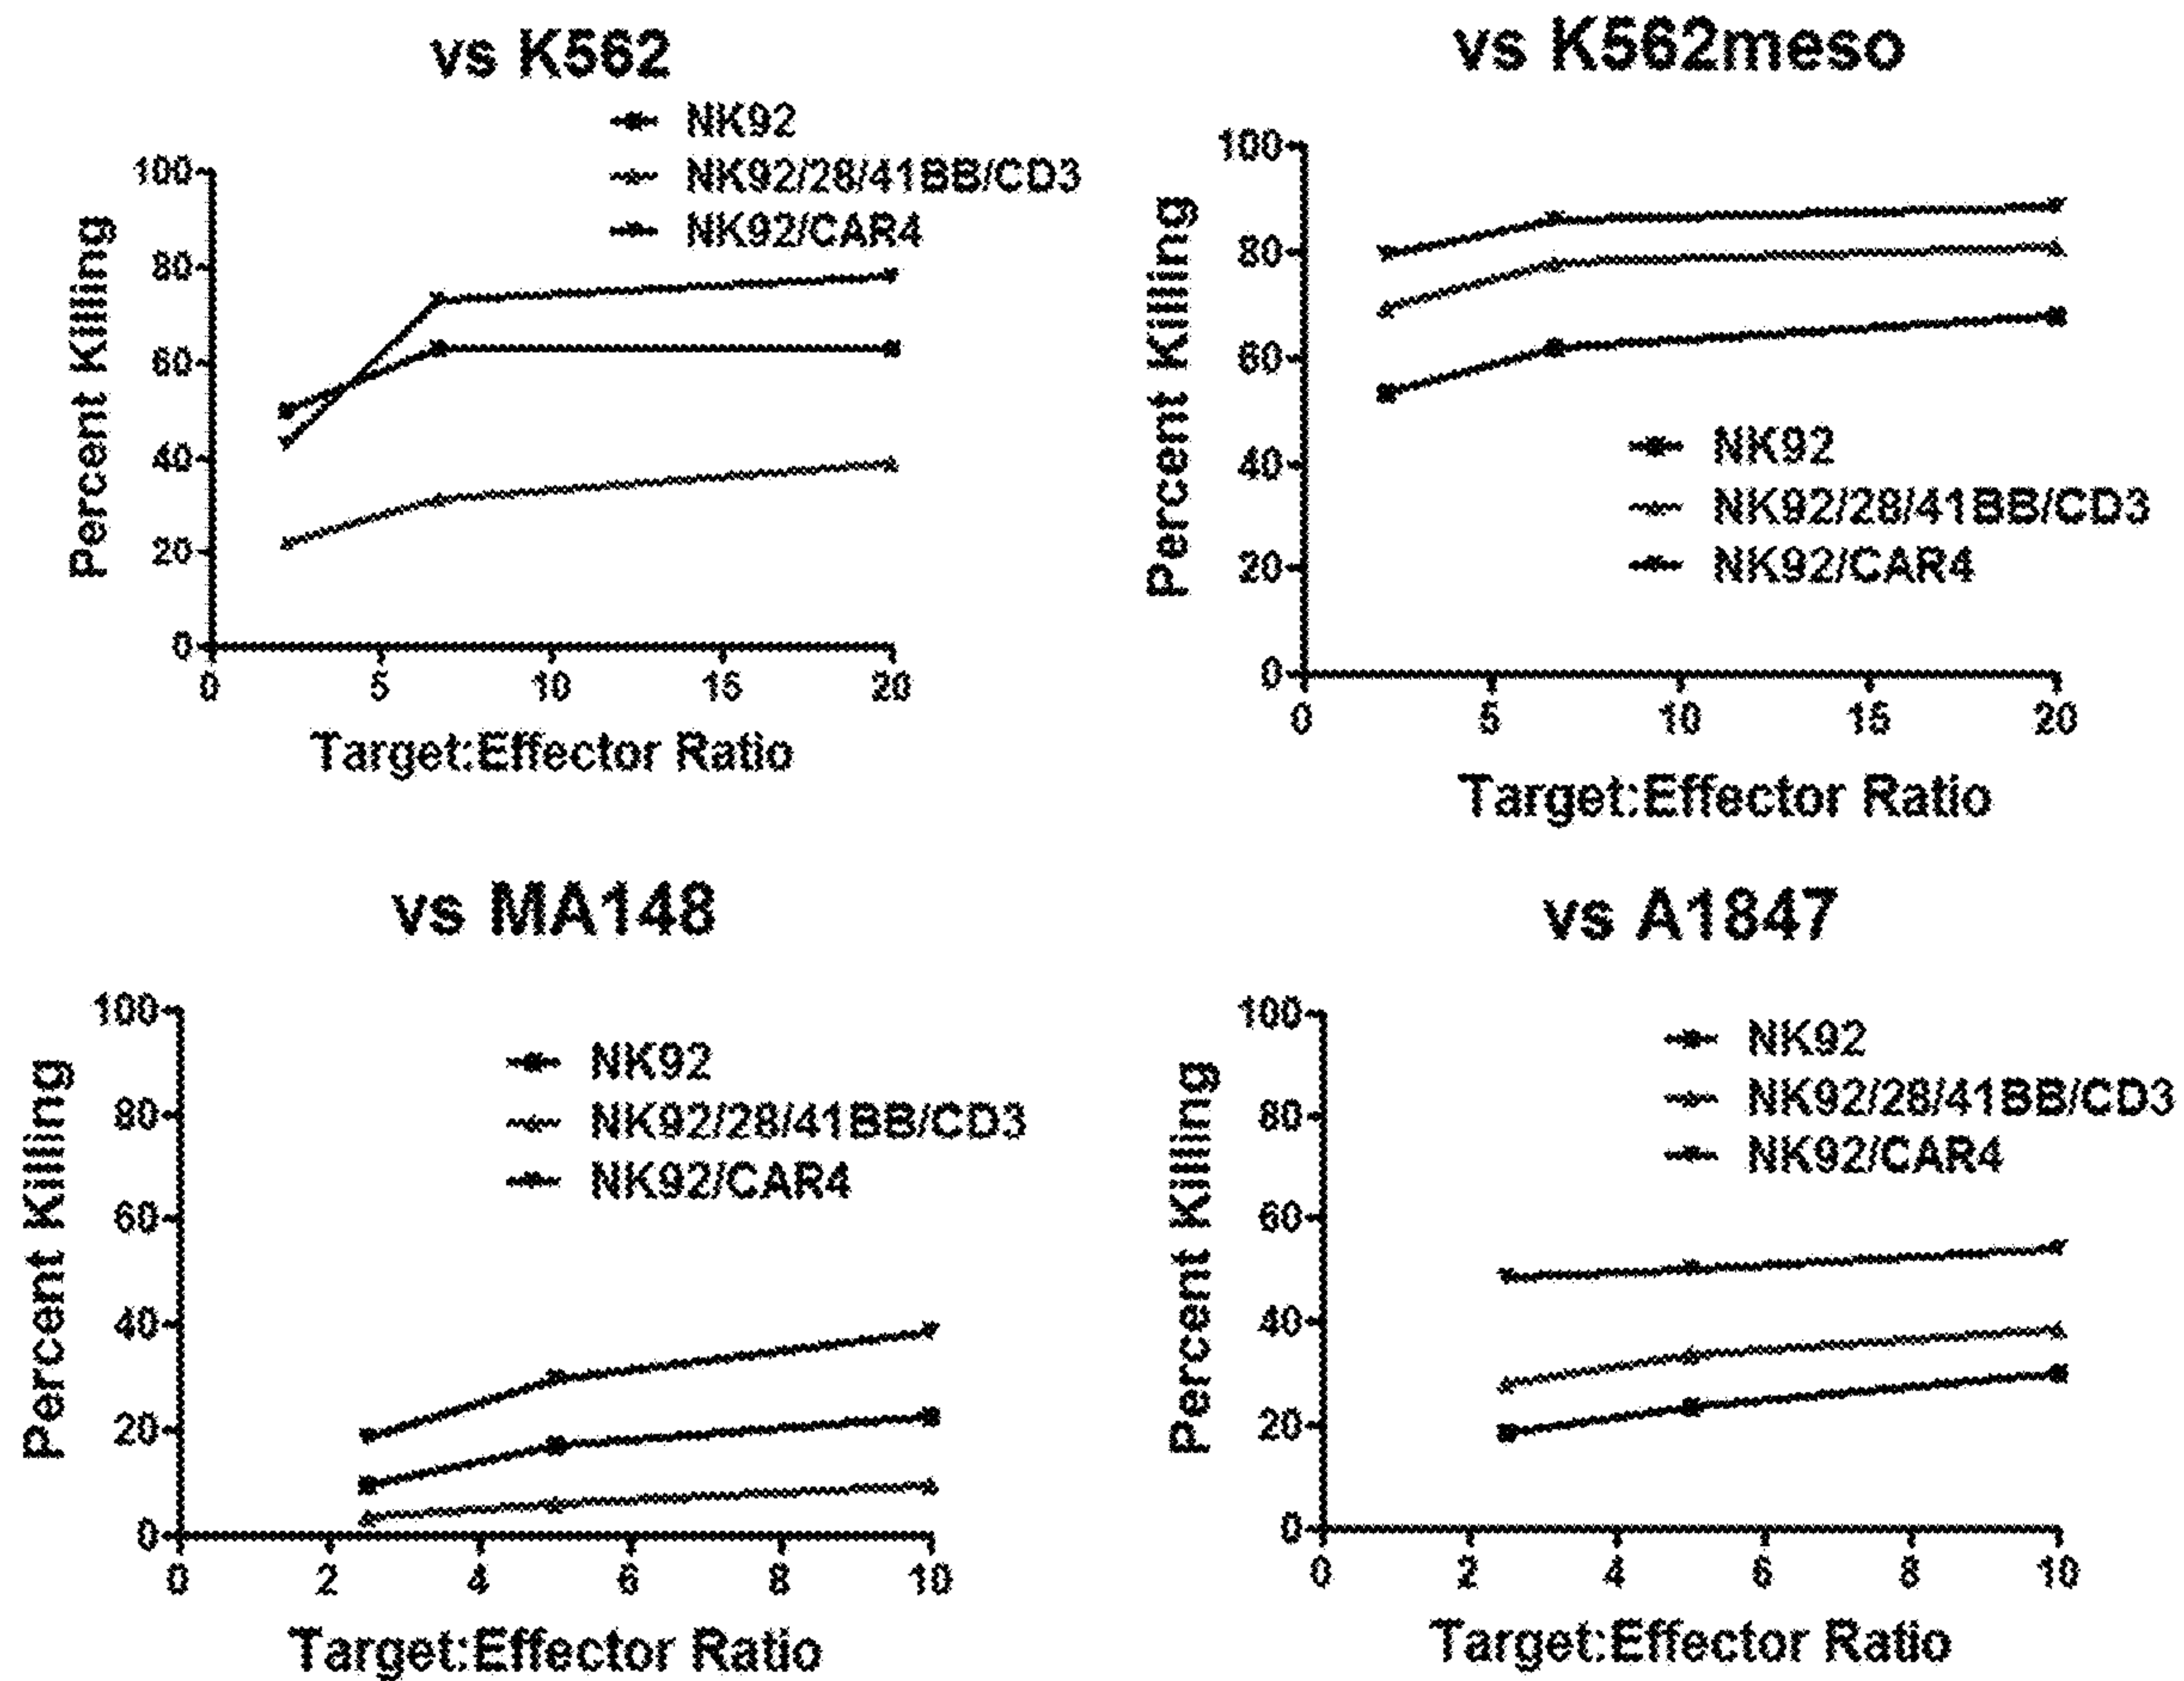 vs K562
NK92
NK92/28/41BB/CD3
NK92/CAR4
100
80
60
40
20
0
Percent Killing
0 5 10 15 20
Target:Effector Ratio
vs K562meso
100
80
60
40
20
0
Percent Killing
NK92
NK92/28/41BB/CD3
NK92/CAR4
0 5 10 15 20
Target:Effector Ratio
vs MA148
100
80
60
40
20
0
Percent Killing
NK92
NK92/28/41BB/CD3
NK92/CAR4
0 2 4 6 8 10
Target:Effector Ratio
vs A1847
100
80
60
40
20
0
Percent Killing
NK92
NK92/28/41BB/CD3
NK92/CAR4
0 2 4 6 8 10
Target:Effector Ratio